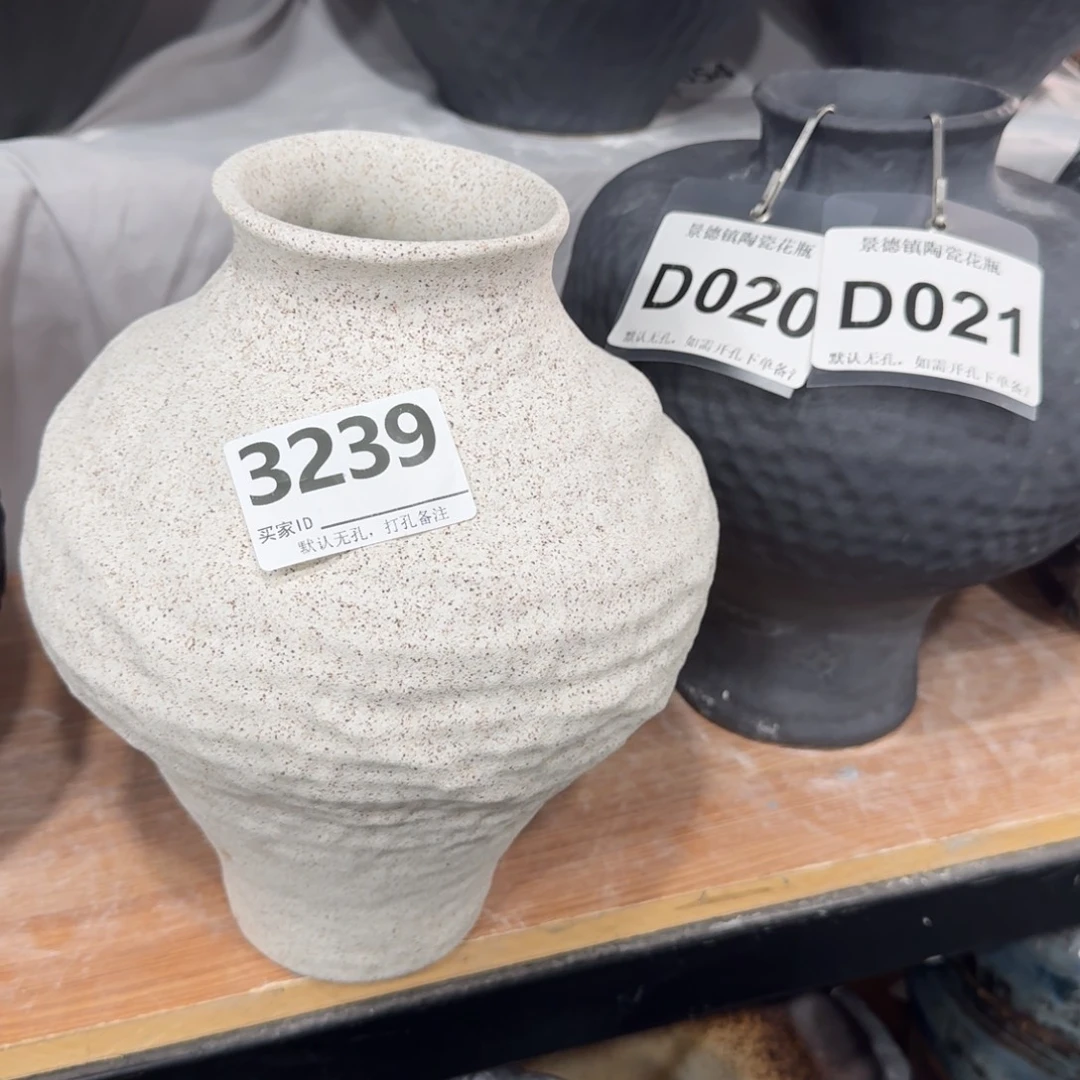 3239
买家ID
默认无孔，打孔备注
景德镇陶瓷花瓶
D020
默认无孔，如需开孔下单备
景德镇陶瓷花瓶
D021
默认无孔，如需开孔下单备